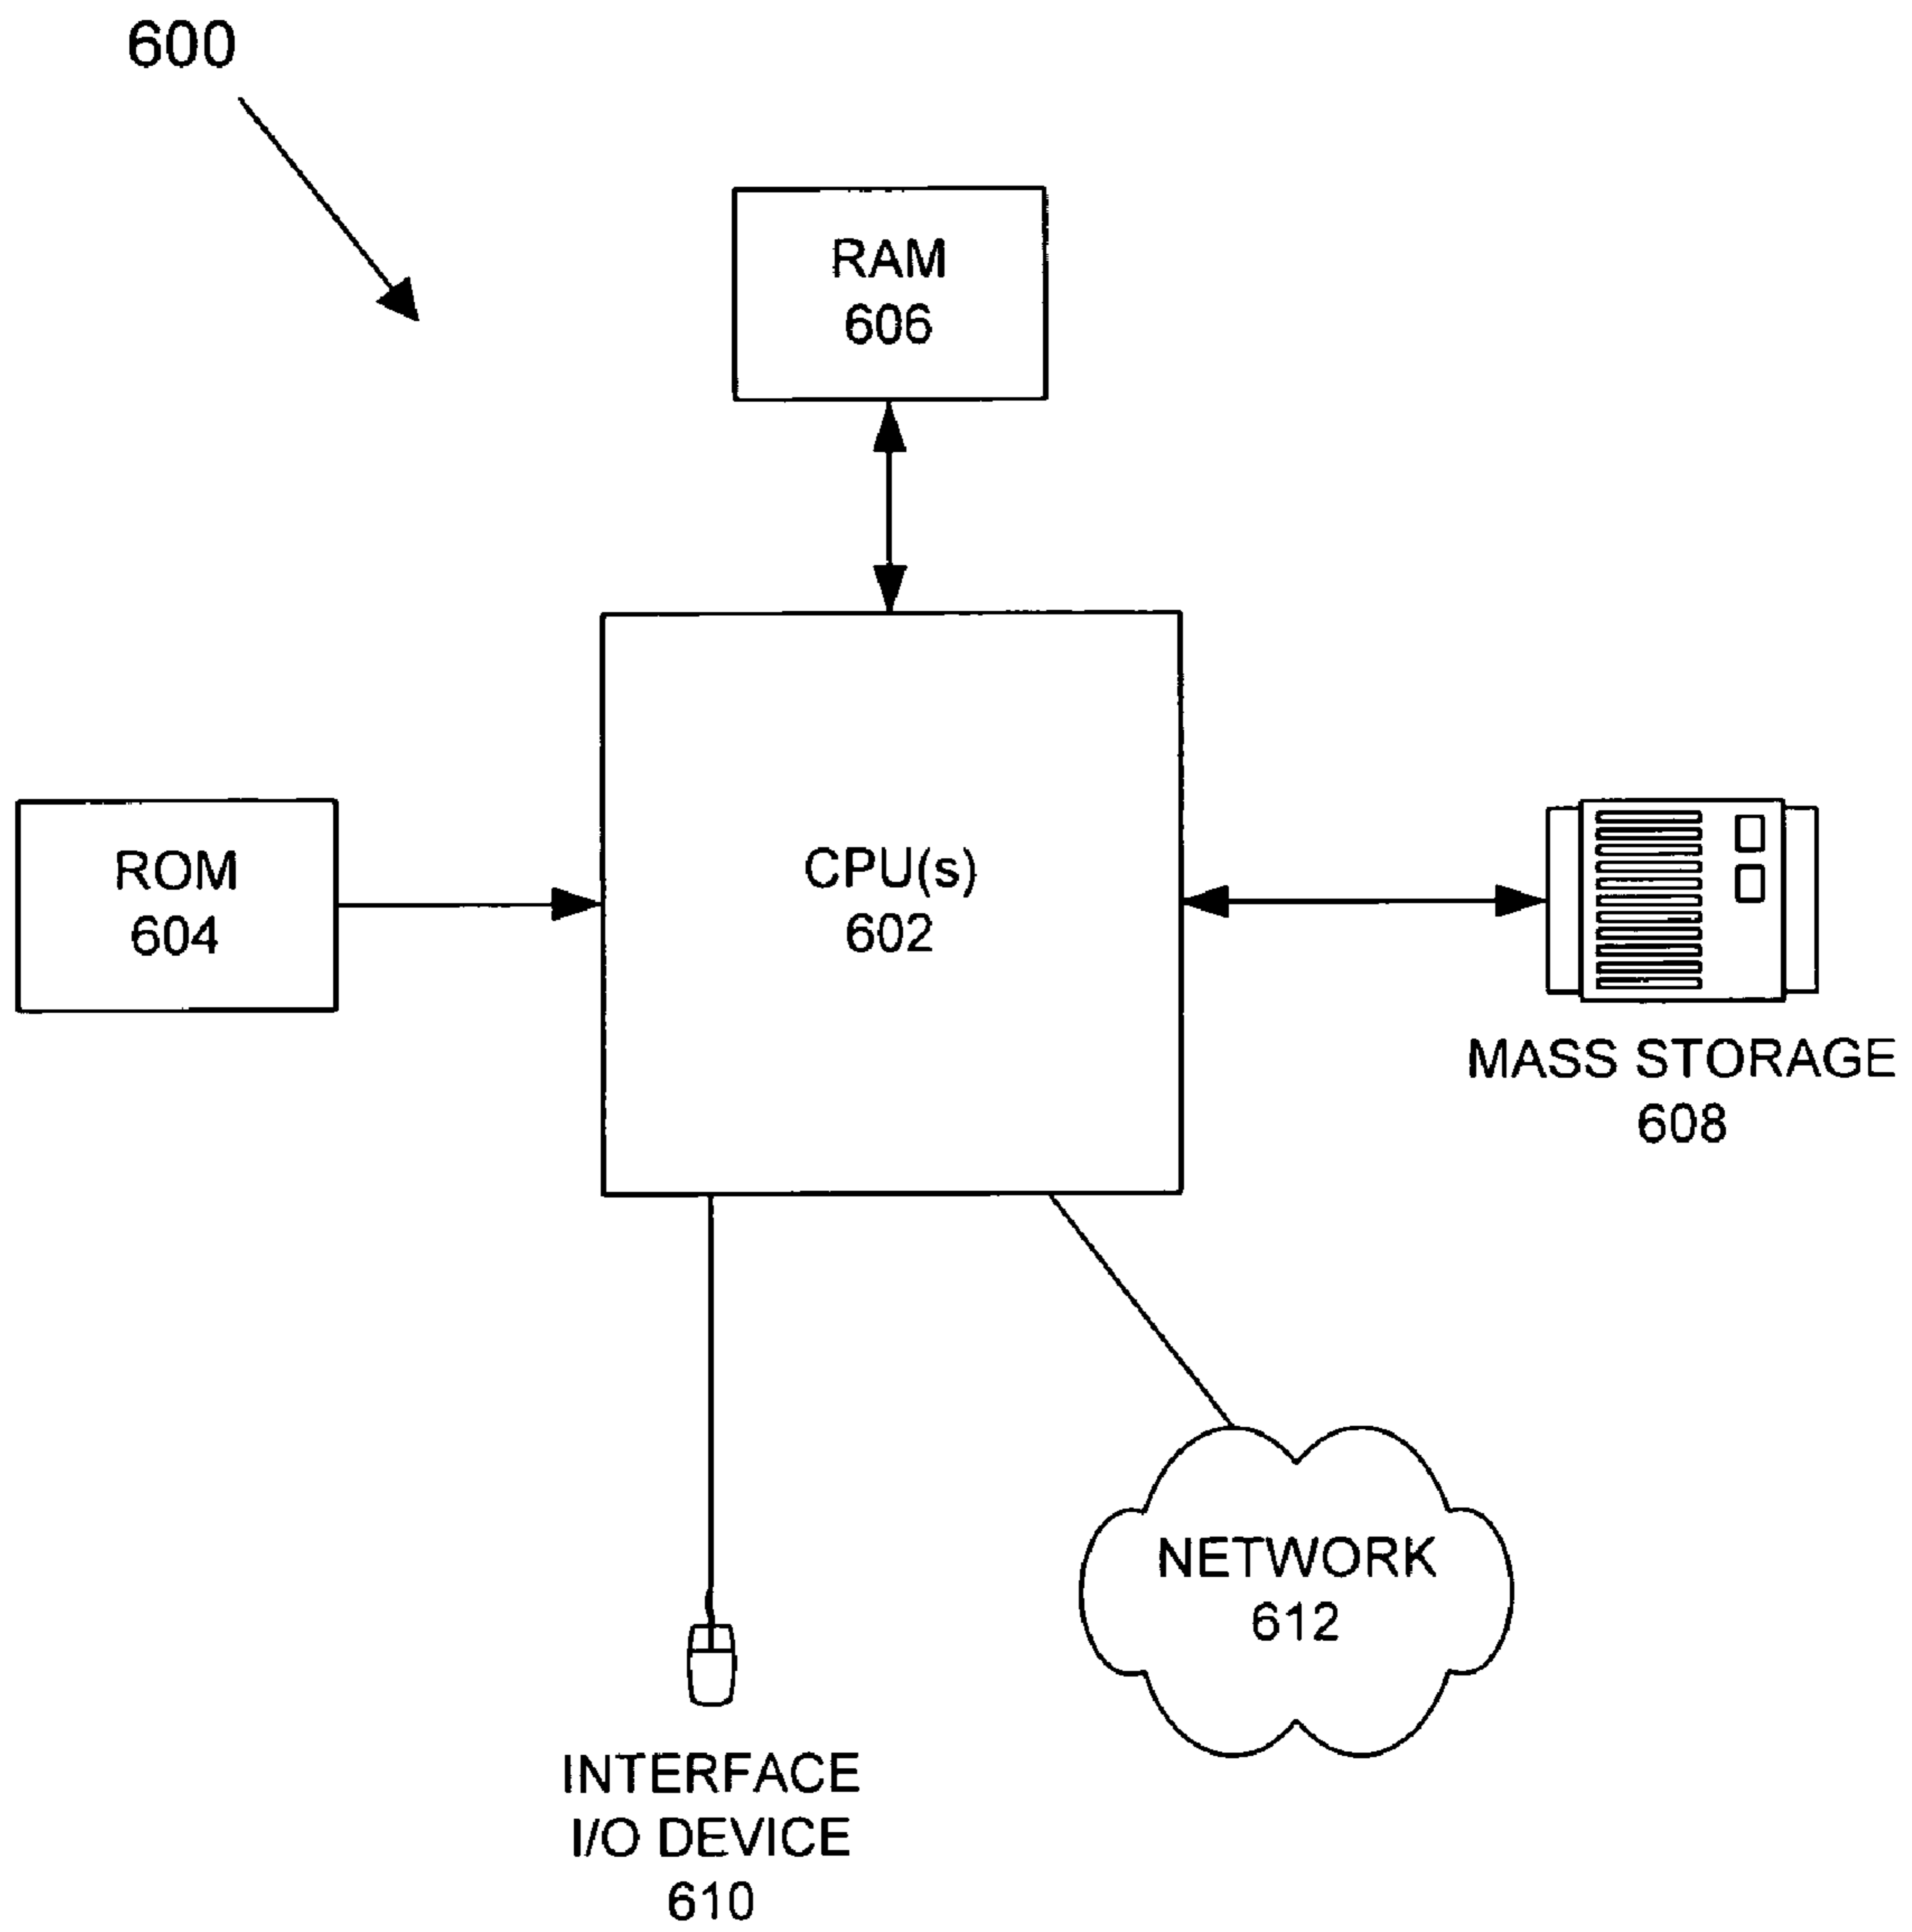 600
RAM
606
ROM
604
CPU(s)
602
MASS STORAGE
608
NETWORK
612
INTERFACE
I/O DEVICE
610